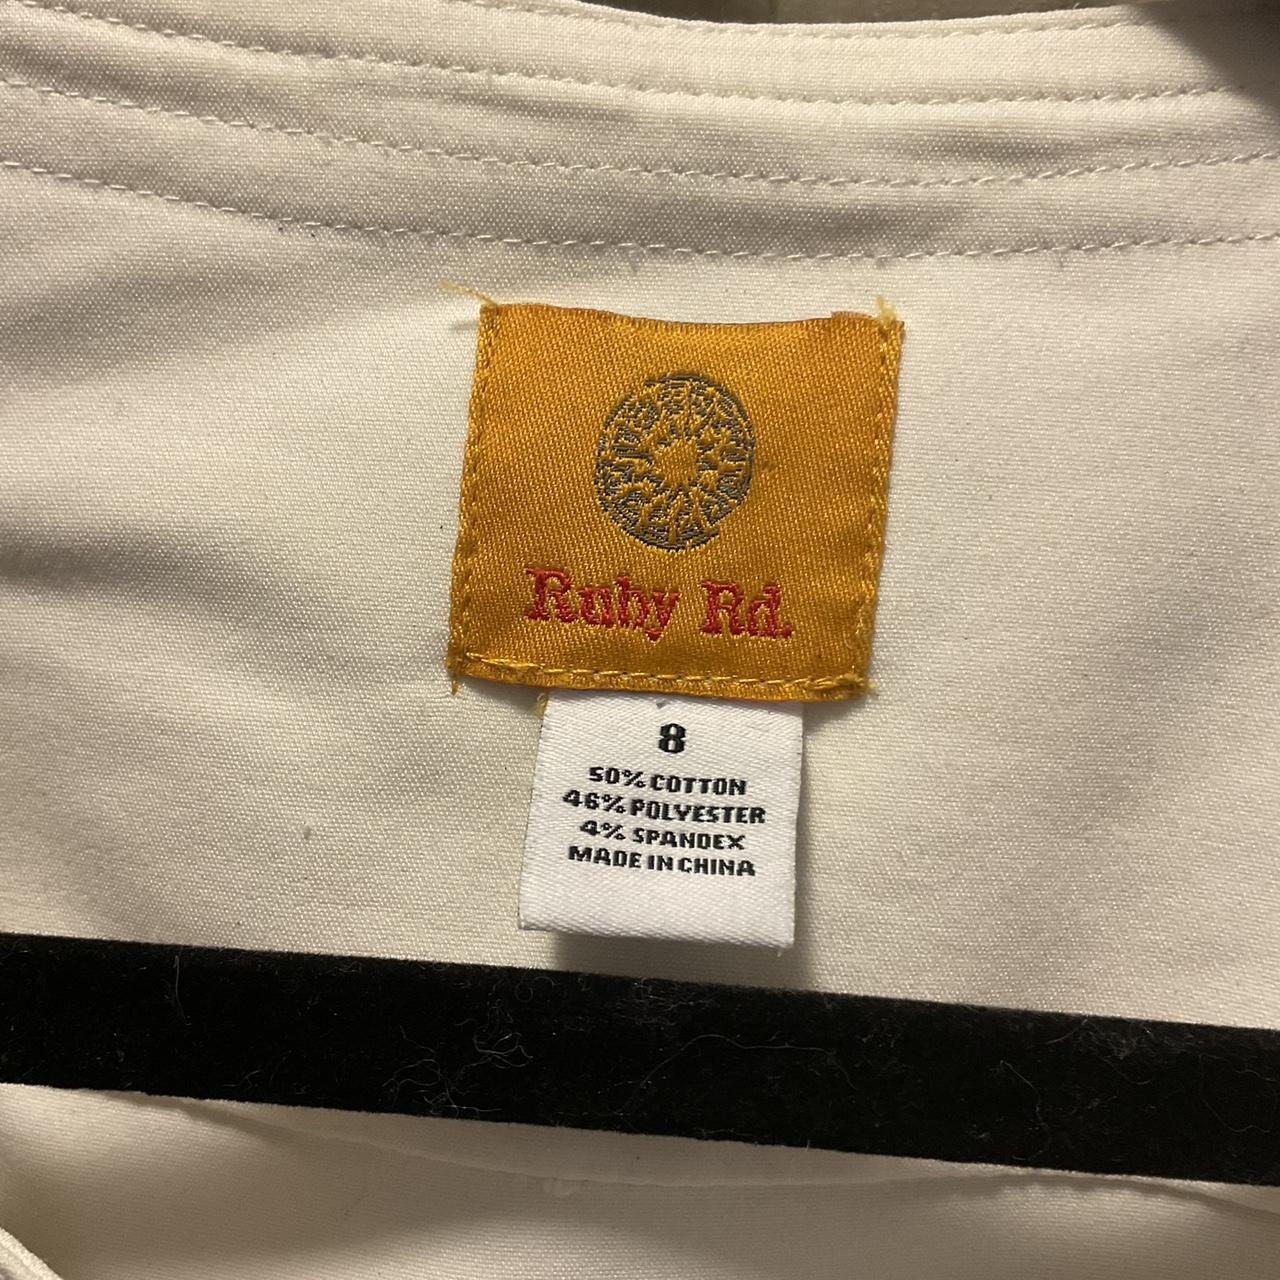 Ruby Rd.
8
50% COTTON
46% POLYESTER
4% SPANDEX
MADE IN CHINA